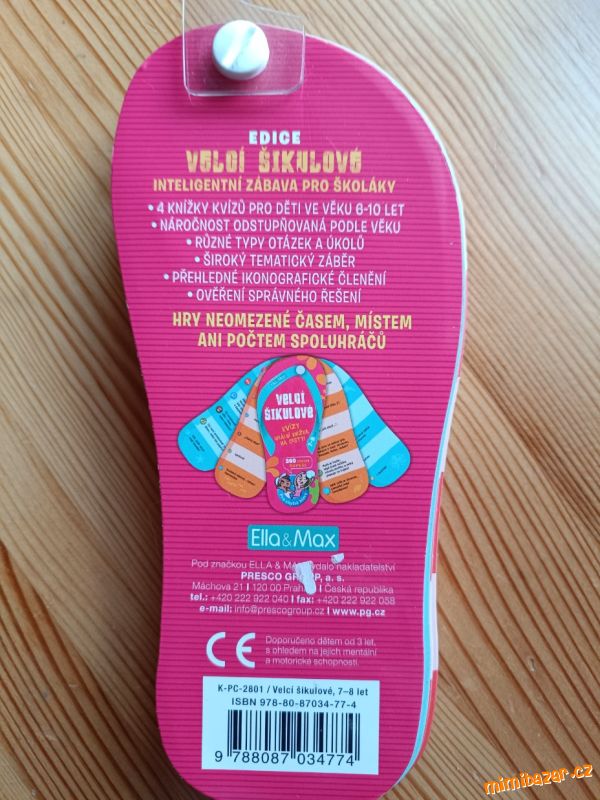 EDICE
VELCÍ ŠIKULOVÉ
INTELIGENTNÍ ZÁBAVA PRO ŠKOLÁKY
• 4 KNÍŽKY KVÍZŮ PRO DĚTI VE VĚKU 6-10 LET
• NÁROČNOST ODSTUPŇOVANÁ PODLE VĚKU
• RŮZNÉ TYPY OTÁZEK A ÚKOLŮ
• ŠIROKÝ TEMATICKÝ ZÁBĚR
• PŘEHLEDNÉ IKONOGRAFICKÉ ČLENĚNÍ
• OVĚŘENÍ SPRÁVNÉHO ŘEŠENÍ
HRY NEOMEZENÉ ČASEM, MÍSTEM
ANI POČTEM SPOLUHRÁČŮ
VELCÍ
ŠIKULOVÉ
KVÍZY
Ella&Max
Pod značkou ELLA & nakladatelství
PRESCO a. s.
Máchova 21 I 120 00 I Česká republika
tel.: +420 222 922 040 I fax: +420 222 922 058
e-mail: info@prescogroup.cz I www.pg.cz
CE
Doporučeno dětem od 3 let,
s ohledem na jejich mentální
a motorické schopnosti.
K-PC-2801 / Velcí šikulové, 7–8 let
ISBN 978-80-87034-77-4
9 788087 034774
mimibazar.cz